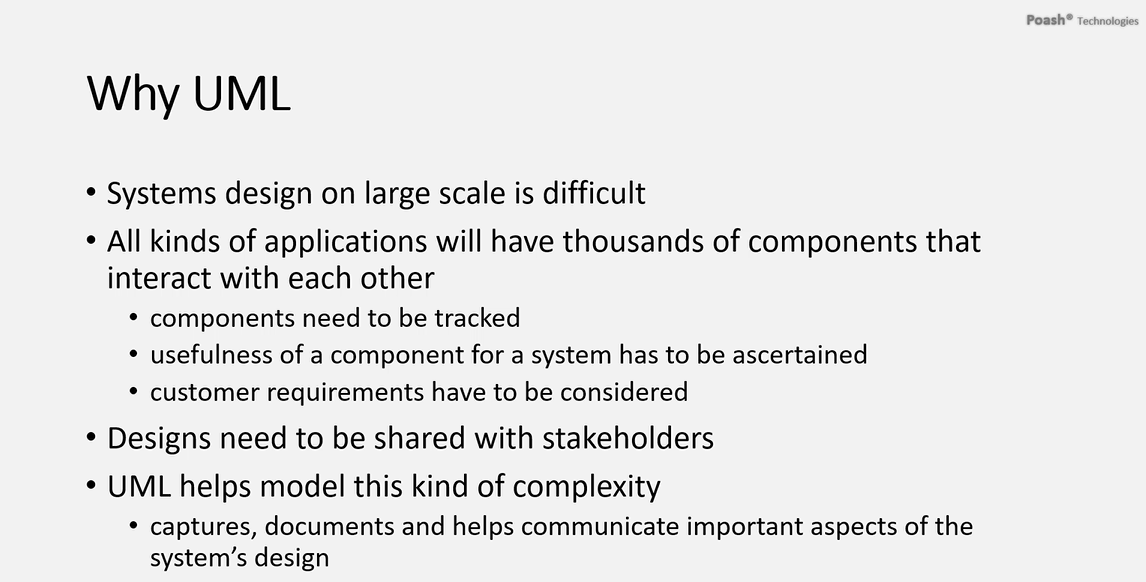 Poash® Technologies
Why UML
• Systems design on large scale is difficult
• All kinds of applications will have thousands of components that
interact with each other
• components need to be tracked
• usefulness of a component for a system has to be ascertained
• customer requirements have to be considered
• Designs need to be shared with stakeholders
• UML helps model this kind of complexity
• captures, documents and helps communicate important aspects of the
system’s design